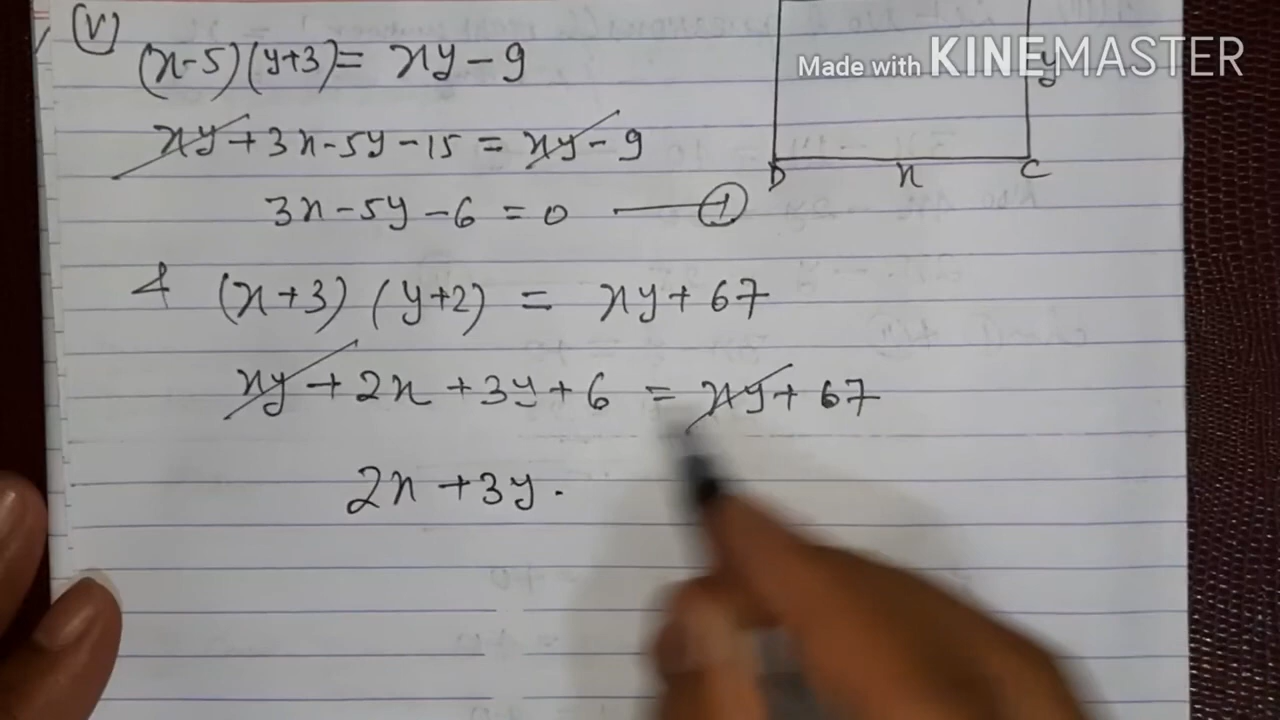 (V)
(x-5)(y+3)= xy-9
Made with KINEMASTER
y
xy+3x-5y-15 = xy-9
D x C
3x-5y-6 = 0 —— 1
& (x+3) (y+2) = xy+67
xy+2x+3y+6 = xy+67
2x+3y.